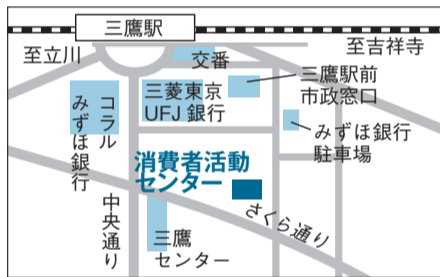 三鷹駅
至立川
至吉祥寺
交番
三鷹駅前
市政窓口
三菱東京
UFJ 銀行
コラル
みずほ銀行
みずほ銀行
駐車場
消費者活動
センター
中央通り
さくら通り
三鷹
センター